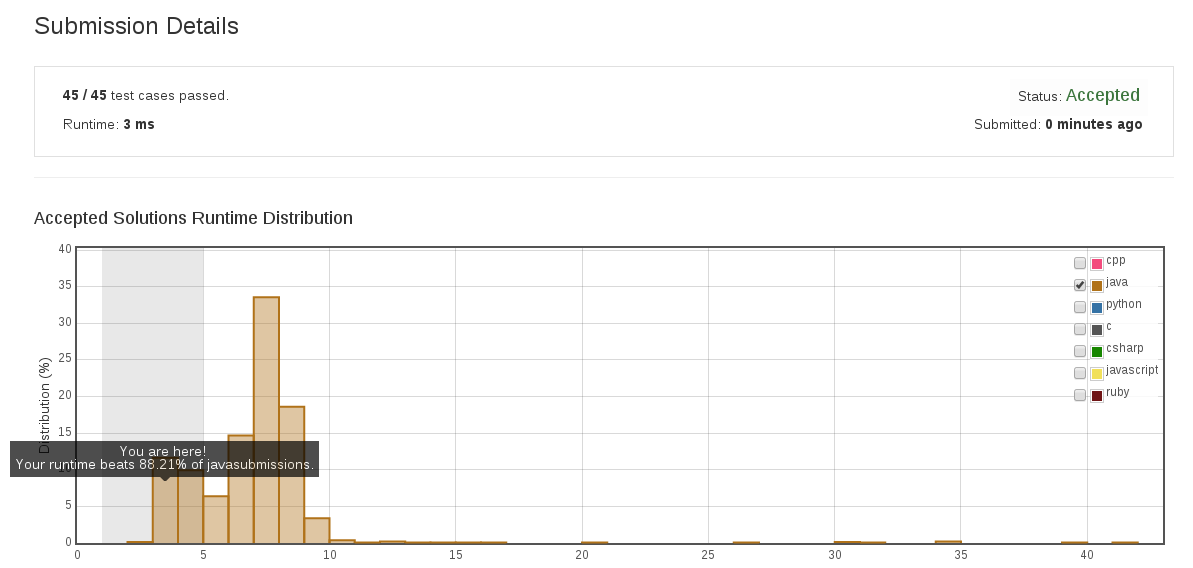 Submission Details
45 / 45 test cases passed.
Status: Accepted
Runtime: 3 ms
Submitted: 0 minutes ago
Accepted Solutions Runtime Distribution
Distribution (%)
40
35
30
25
20
15
10
5
0
You are here!
Your runtime beats 88.21% of javasubmissions.
0
5
10
15
20
25
30
35
40
cpp
java
python
c
csharp
javascript
ruby